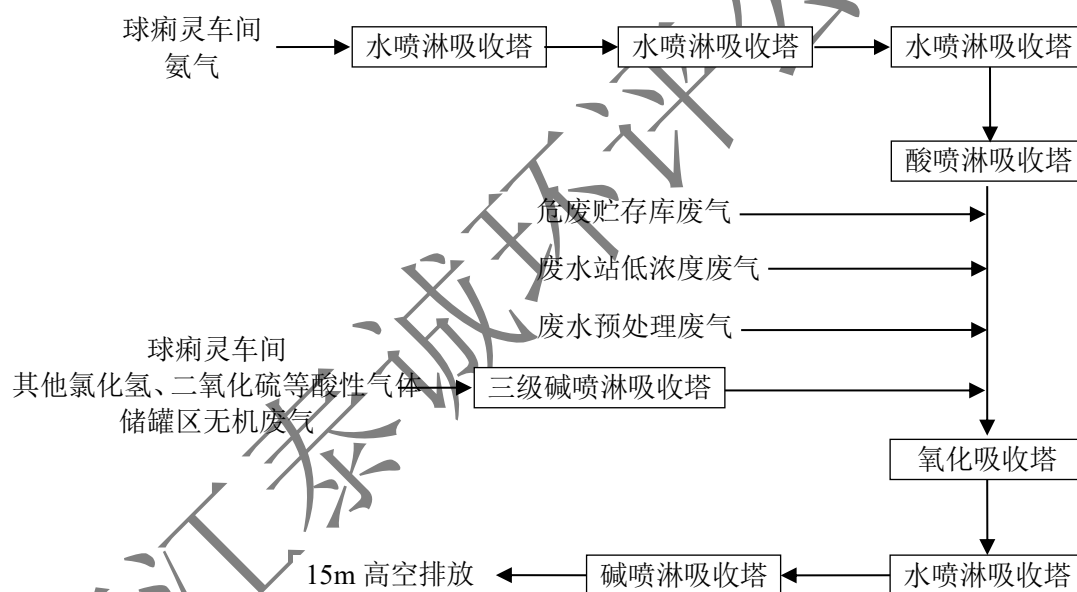 球痢灵车间
氨气
水喷淋吸收塔
水喷淋吸收塔
水喷淋吸收塔
酸喷淋吸收塔
危废贮存库废气
废水站低浓度废气
废水预处理废气
球痢灵车间
其他氯化氢、二氧化硫等酸性气体
储罐区无机废气
三级碱喷淋吸收塔
氧化吸收塔
15m 高空排放
碱喷淋吸收塔
水喷淋吸收塔
江泰诚环评